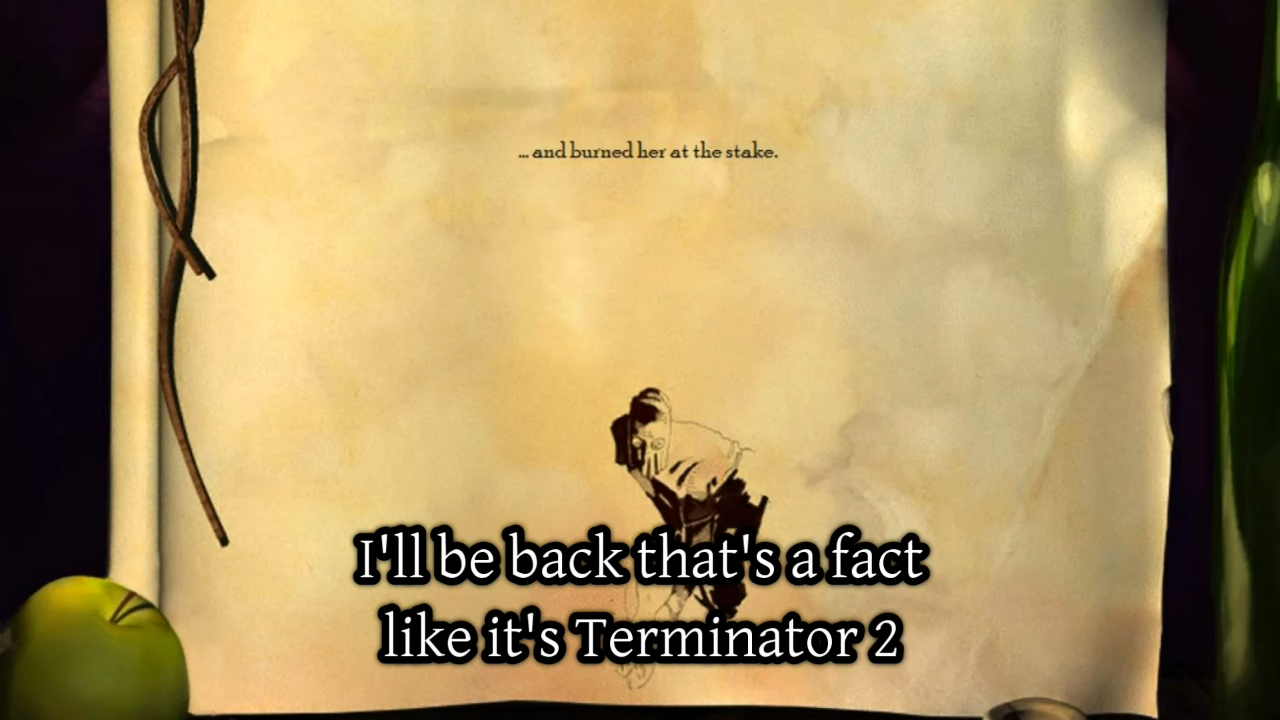 ... and burned her at the stake.
I'll be back that's a fact
like it's Terminator 2